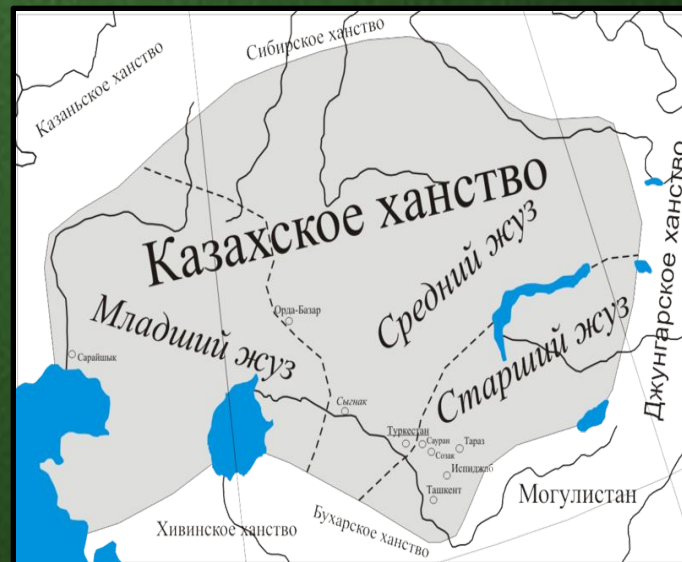 Казаньское ханство
Сибирское ханство
Казахское ханство
Джунгарское ханство
Средний жуз
Младший жуз
Старший жуз
Орда-Базар
Сарайшык
Сыгнак
Туркестан
Сауран
Тараз
Созак
Испиджаб
Ташкент
Могулистан
Хивинское ханство
Бухарское ханство